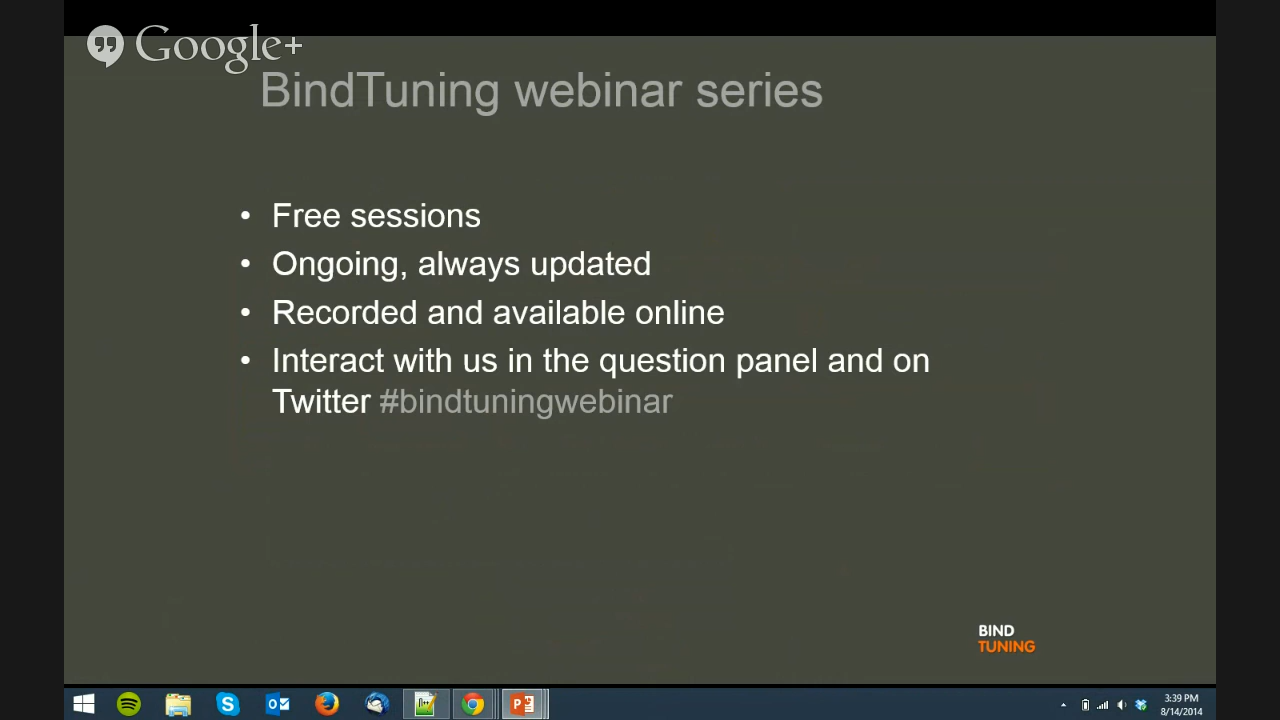 Google+
BindTuning webinar series
• Free sessions
• Ongoing, always updated
• Recorded and available online
• Interact with us in the question panel and on
Twitter #bindtuningwebinar
BIND
TUNING
3:39 PM
8/14/2014